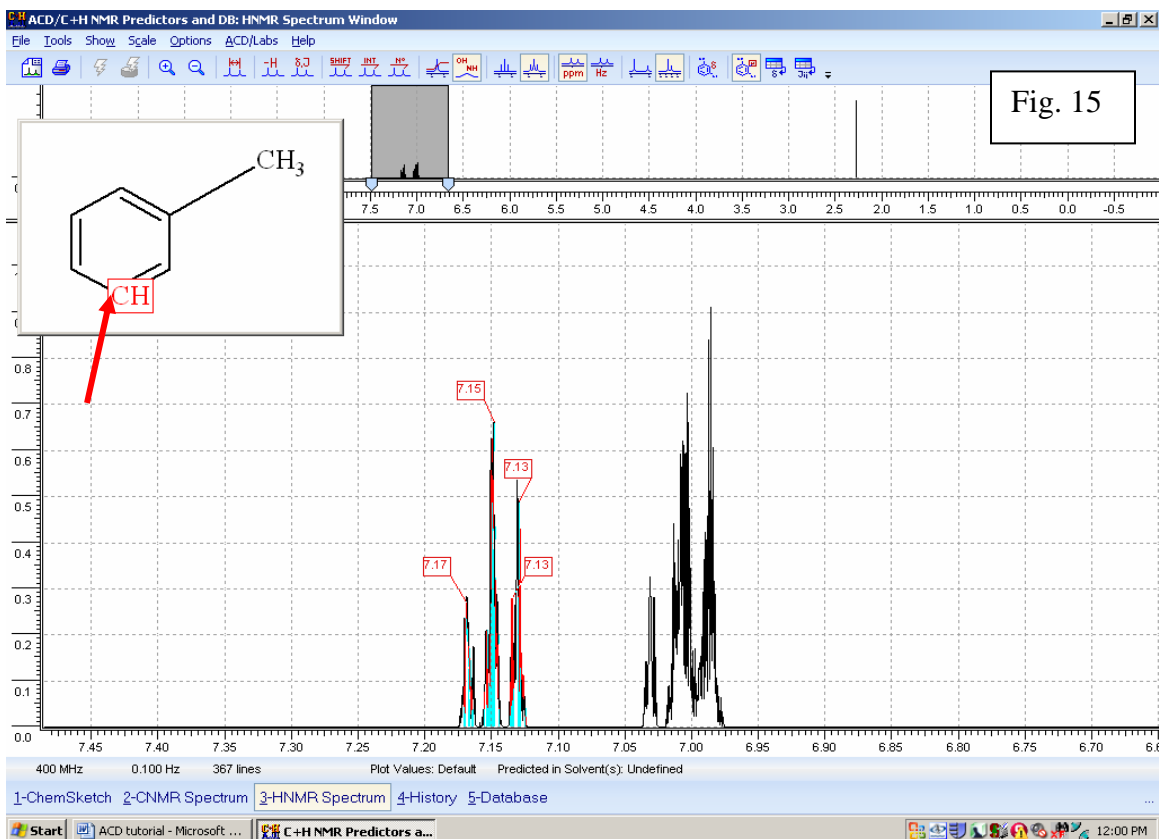 ACD/C+H NMR Predictors and DB: HNMR Spectrum Window
File Tools Show Scale Options ACD/Labs Help
SHIFT INT Nº OH NH ppm Hz
Fig. 15
CH3
CH
7.5 7.0 6.5 6.0 5.5 5.0 4.5 4.0 3.5 3.0 2.5 2.0 1.5 1.0 0.5 0.0 -0.5
0.8
0.7
0.6
0.5
0.4
0.3
0.2
0.1
0.0
7.15
7.13
7.17
7.13
7.45 7.40 7.35 7.30 7.25 7.20 7.15 7.10 7.05 7.00 6.95 6.90 6.85 6.80 6.75 6.70
400 MHz 0.100 Hz 367 lines Plot Values: Default Predicted in Solvent(s): Undefined
1-ChemSketch 2-CNMR Spectrum 3-HNMR Spectrum 4-History 5-Database ...
Start ACD tutorial - Microsoft ... C+H NMR Predictors a... 12:00 PM